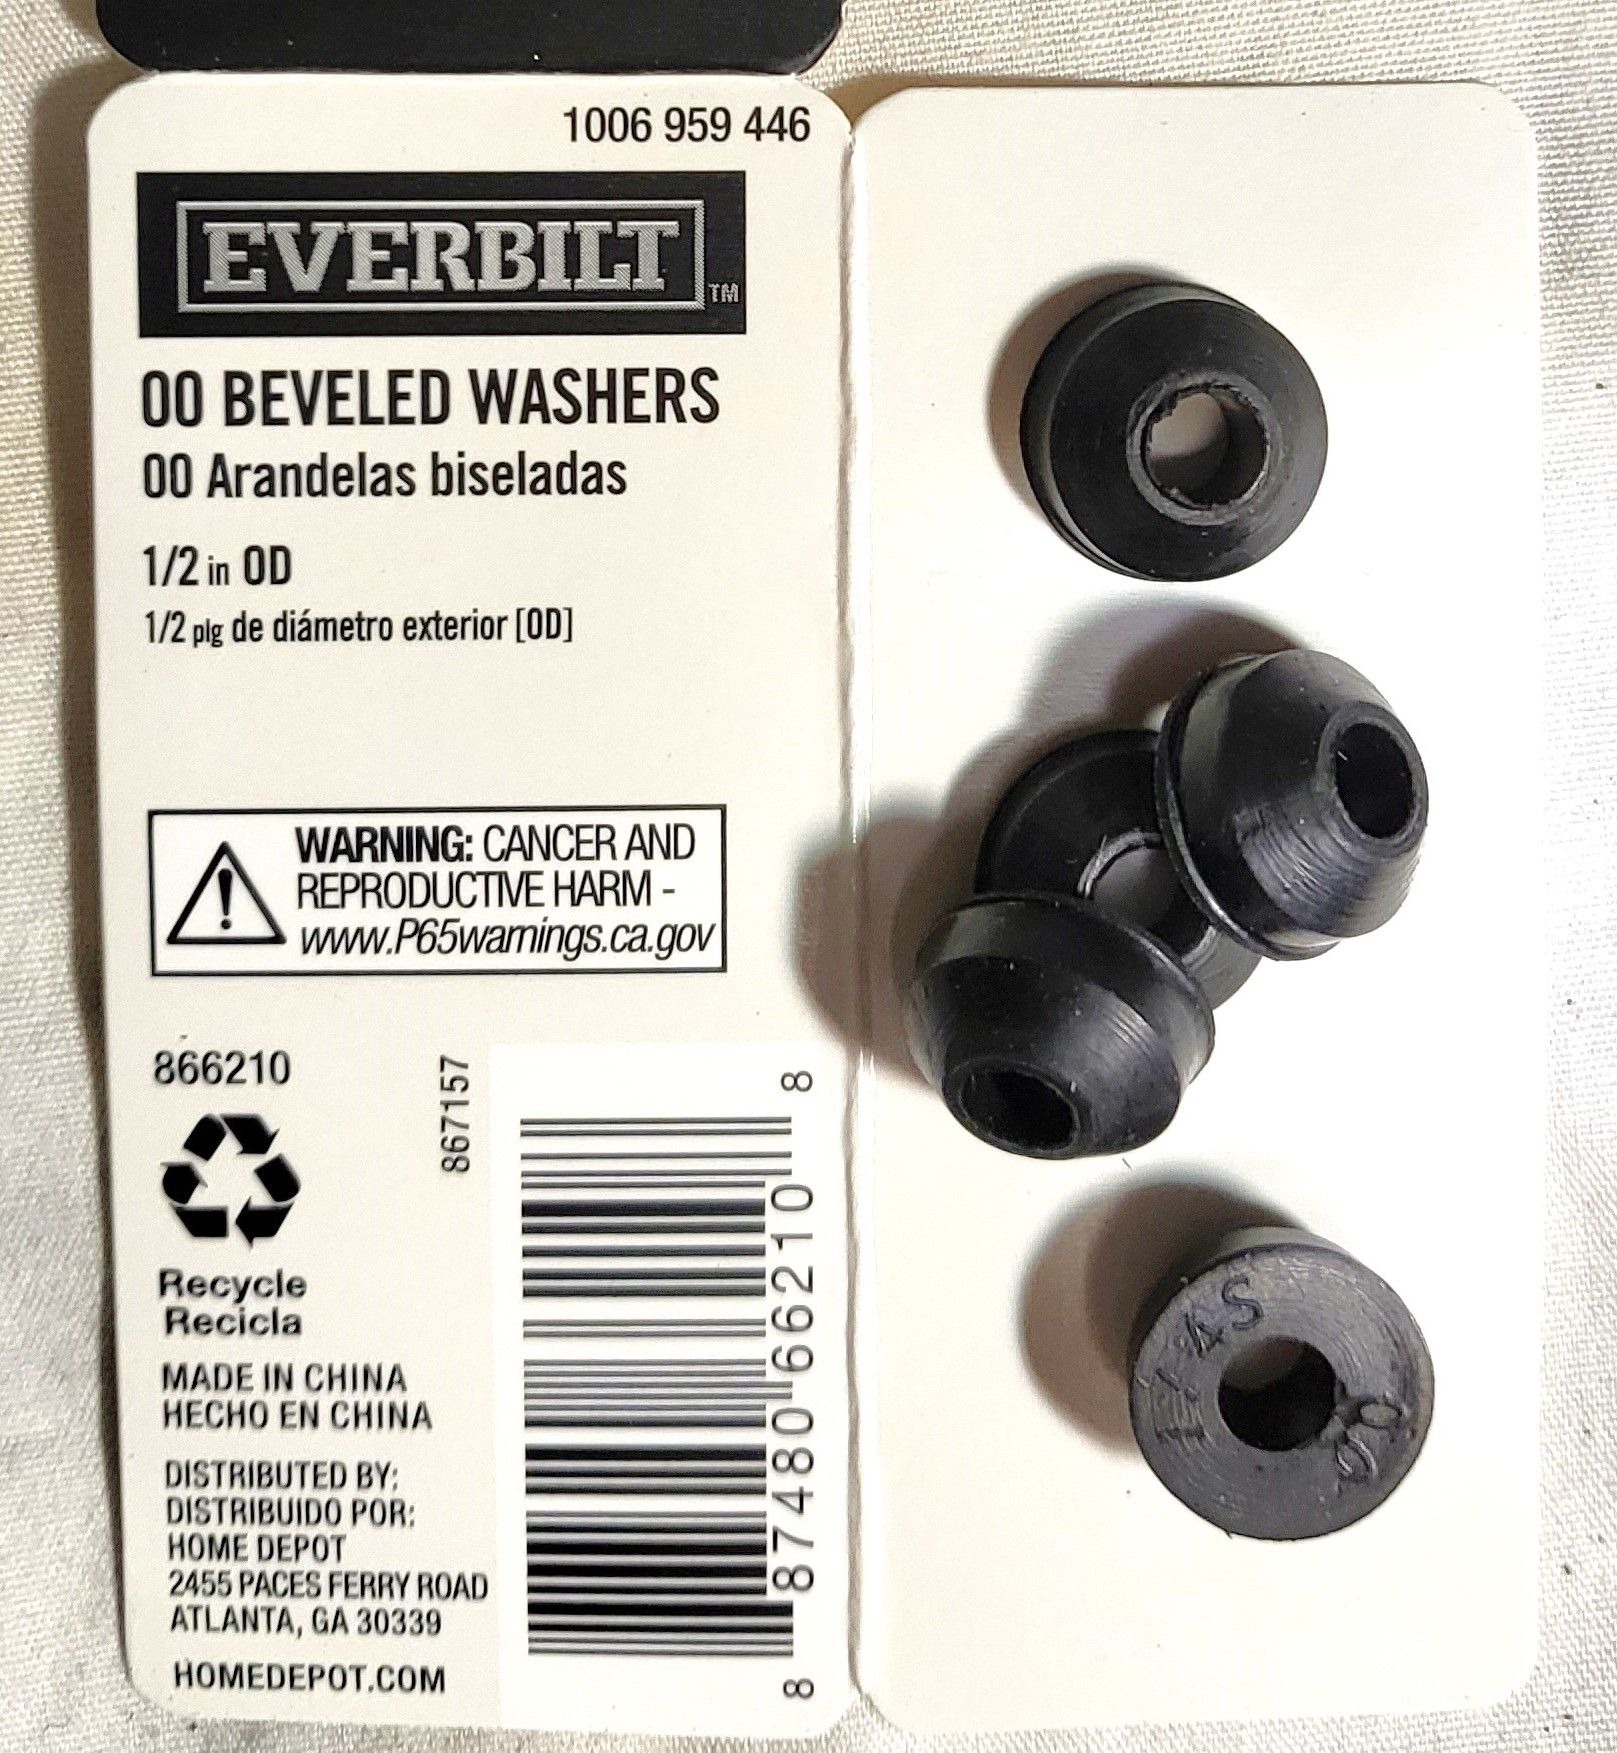 1006 959 446
EVERBILT TM
00 BEVELED WASHERS
00 Arandelas biseladas
1/2 in OD
1/2 plg de diámetro exterior [OD]
WARNING: CANCER AND
REPRODUCTIVE HARM -
www.P65warnings.ca.gov
866210
867157
8 87480 66210 8
Recycle
Recicla
MADE IN CHINA
HECHO EN CHINA
DISTRIBUTED BY:
DISTRIBUIDO POR:
HOME DEPOT
2455 PACES FERRY ROAD
ATLANTA, GA 30339
HOMEDEPOT.COM
00